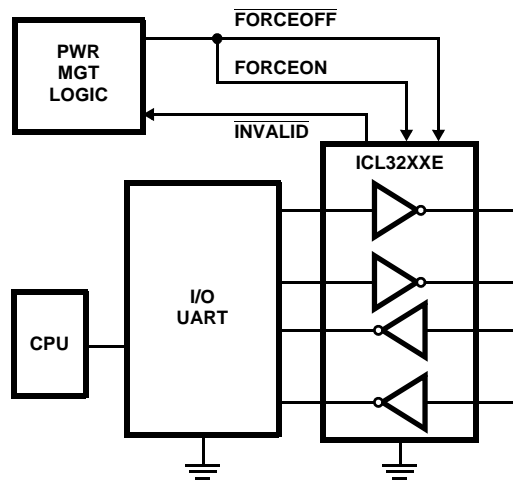 FORCEOFF
PWR
MGT
LOGIC
FORCEON
INVALID
ICL32XXE
I/O
UART
CPU